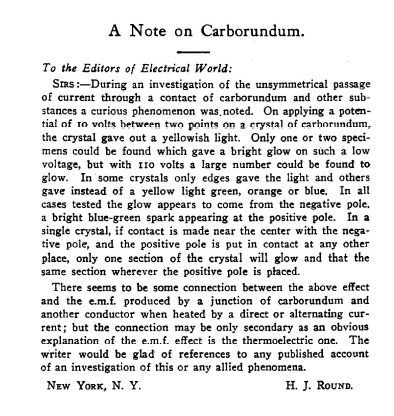 A Note on Carborundum.
To the Editors of Electrical World:
SIRS:—During an investigation of the unsymmetrical passage
of current through a contact of carborundum and other sub-
stances a curious phenomenon was noted. On applying a poten-
tial of 10 volts between two points on a crystal of carborundum,
the crystal gave out a yellowish light. Only one or two speci-
mens could be found which gave a bright glow on such a low
voltage, but with 110 volts a large number could be found to
glow. In some crystals only edges gave the light and others
gave instead of a yellow light green, orange or blue. In all
cases tested the glow appears to come from the negative pole,
a bright blue-green spark appearing at the positive pole. In a
single crystal, if contact is made near the center with the nega-
tive pole, and the positive pole is put in contact at any other
place, only one section of the crystal will glow and that the
same section wherever the positive pole is placed.
There seems to be some connection between the above effect
and the e.m.f. produced by a junction of carborundum and
another conductor when heated by a direct or alternating cur-
rent; but the connection may be only secondary as an obvious
explanation of the e.m.f. effect is the thermoelectric one. The
writer would be glad of references to any published account
of an investigation of this or any allied phenomena.
NEW YORK, N. Y. H. J. ROUND.